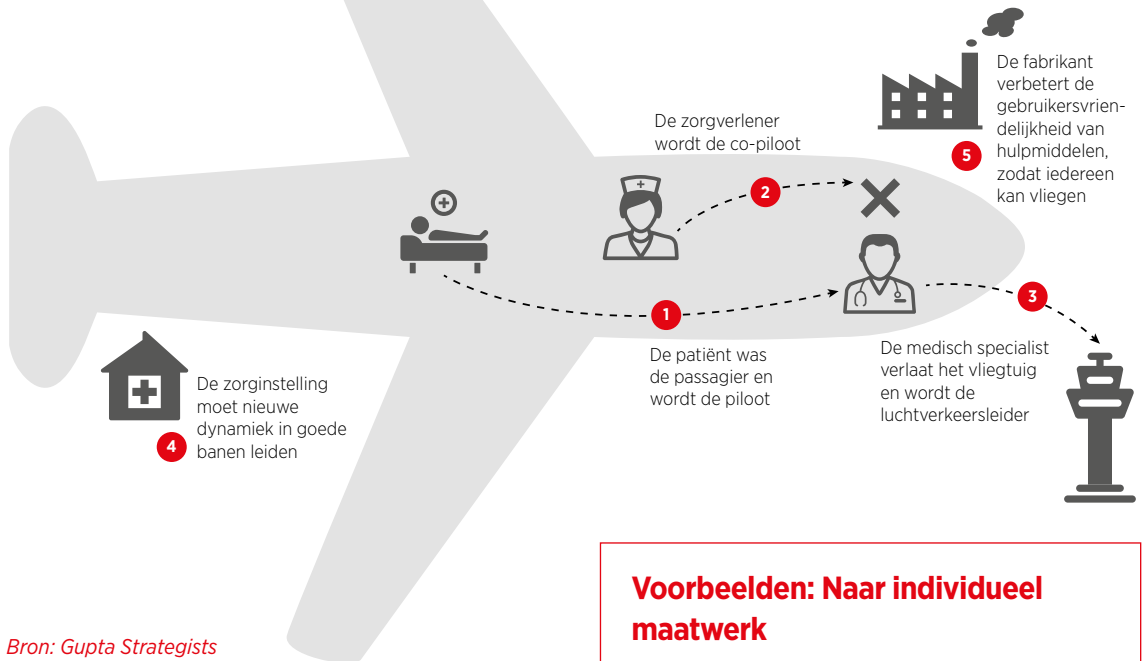 De fabrikant
verbetert de
gebruikersvrien-
delijkheid van
hulpmiddelen,
zodat iedereen
kan vliegen
5
De zorgverlener
wordt de co-piloot
2
1
De patiënt was
de passagier en
wordt de piloot
3
De medisch specialist
verlaat het vliegtuig
en wordt de
luchtverkeersleider
De zorginstelling
moet nieuwe
dynamiek in goede
banen leiden
4
Voorbeelden: Naar individueel
maatwerk
Bron: Gupta Strategists